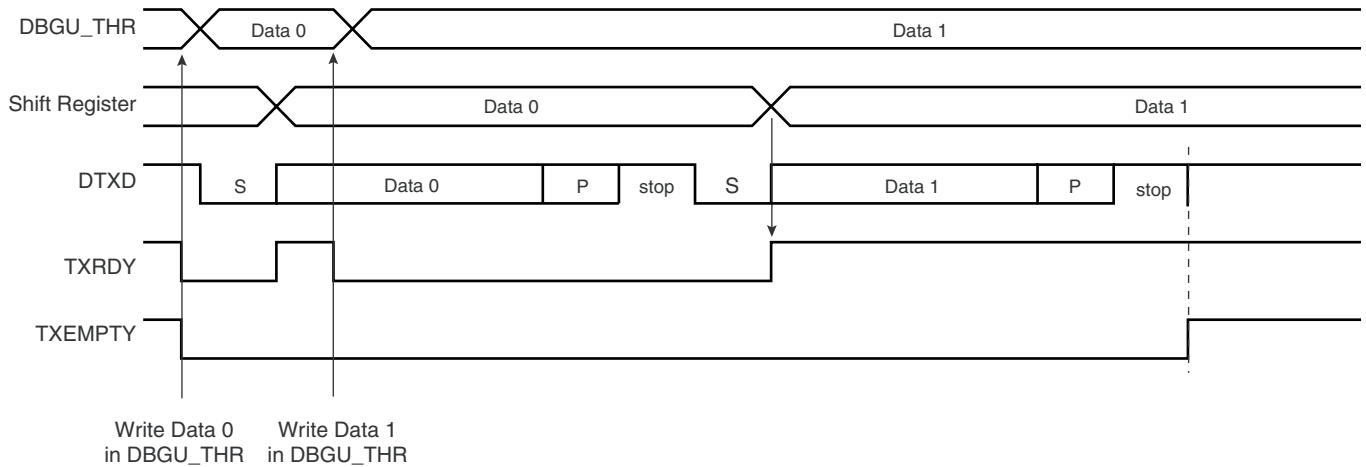 DBGU_THR
Data 0
Data 1
Shift Register
Data 0
Data 1
DTXD
S
Data 0
P
stop
S
Data 1
P
stop
TXRDY
TXEMPTY
Write Data 0
in DBGU_THR
Write Data 1
in DBGU_THR